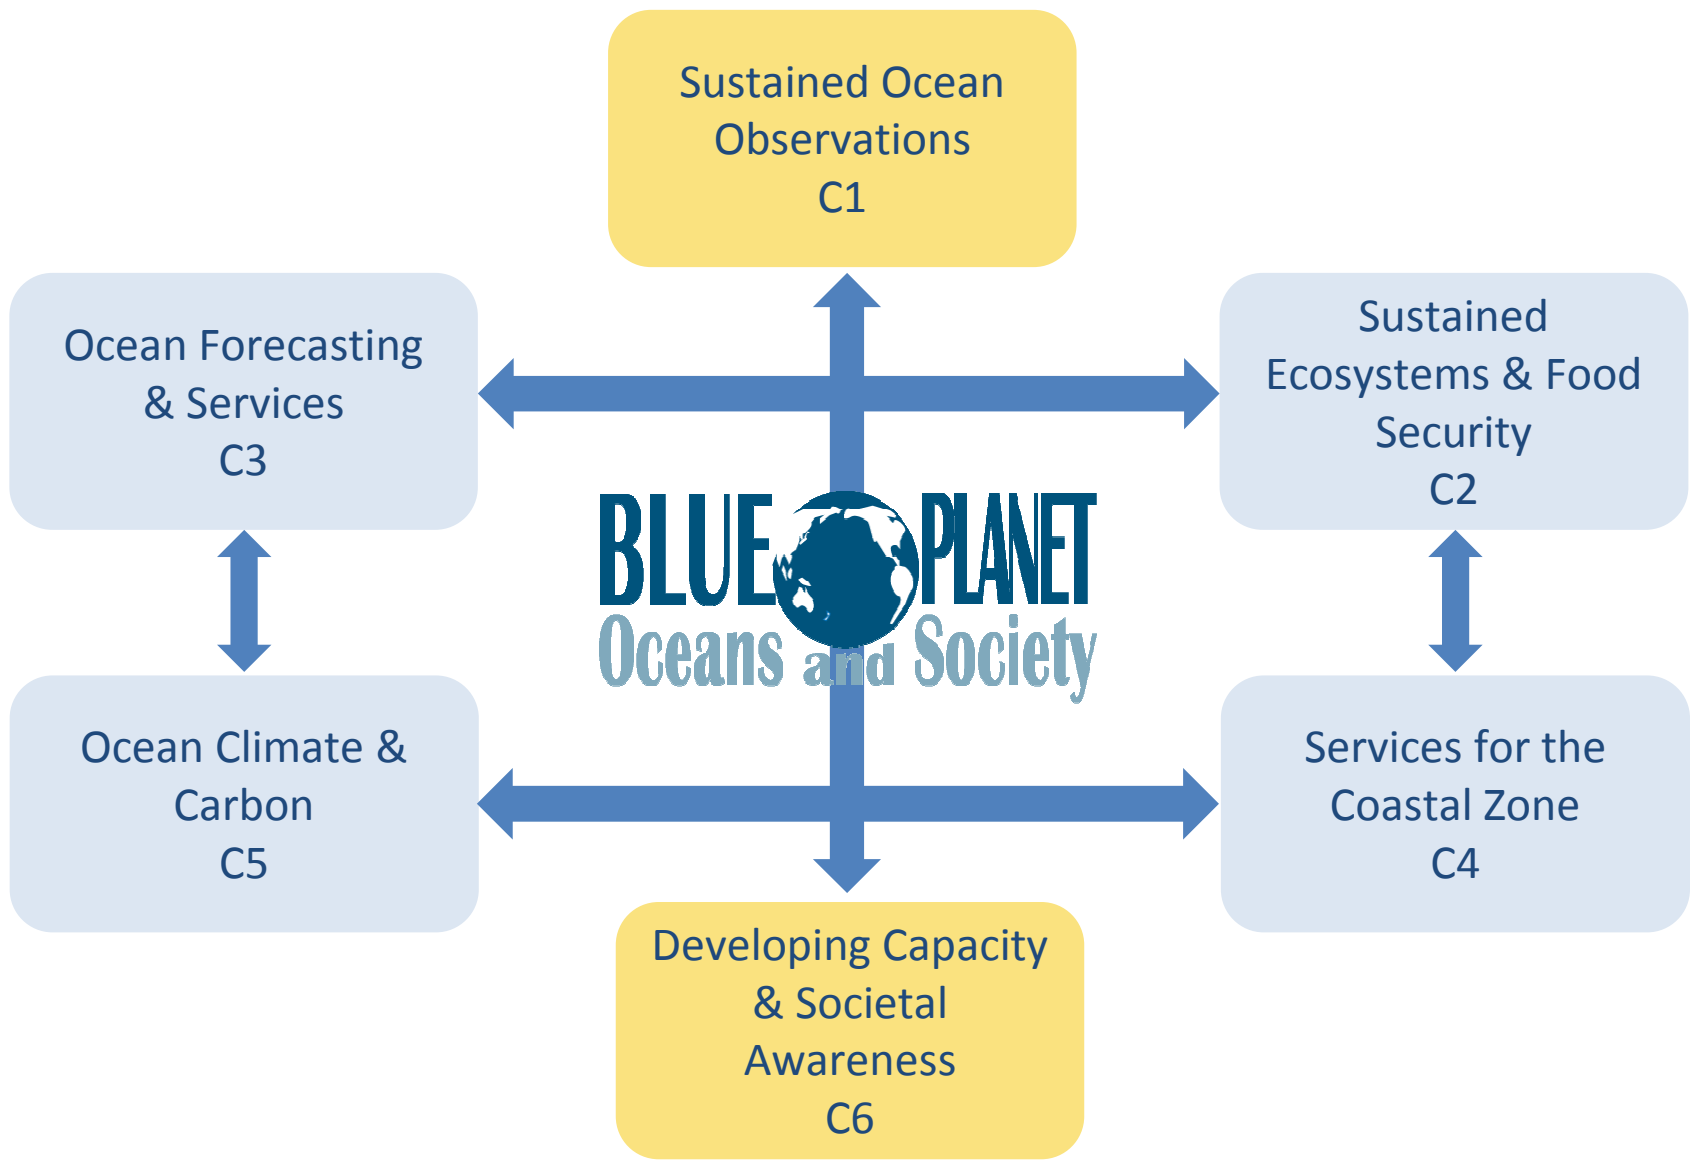 Sustained Ocean
Observations
C1
Ocean Forecasting
& Services
C3
Sustained
Ecosystems & Food
Security
C2
BLUE PLANET
Oceans and Society
Ocean Climate &
Carbon
C5
Services for the
Coastal Zone
C4
Developing Capacity
& Societal
Awareness
C6